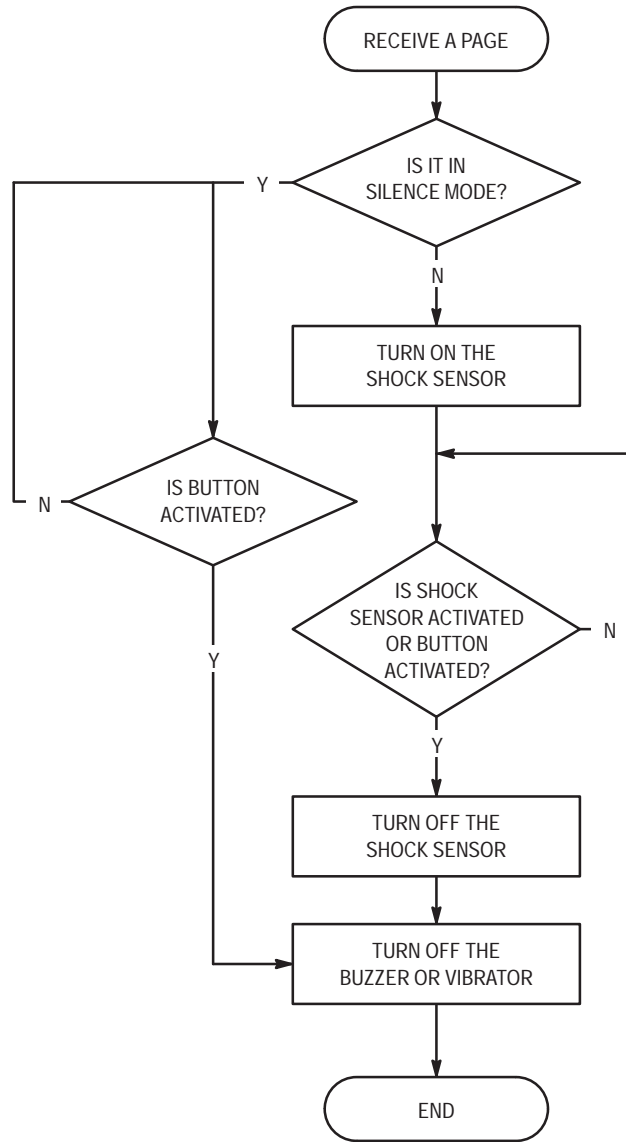 RECEIVE A PAGE
IS IT IN
SILENCE MODE?
Y
N
TURN ON THE
SHOCK SENSOR
IS BUTTON
ACTIVATED?
N
Y
IS SHOCK
SENSOR ACTIVATED
OR BUTTON
ACTIVATED?
N
Y
TURN OFF THE
SHOCK SENSOR
TURN OFF THE
BUZZER OR VIBRATOR
END